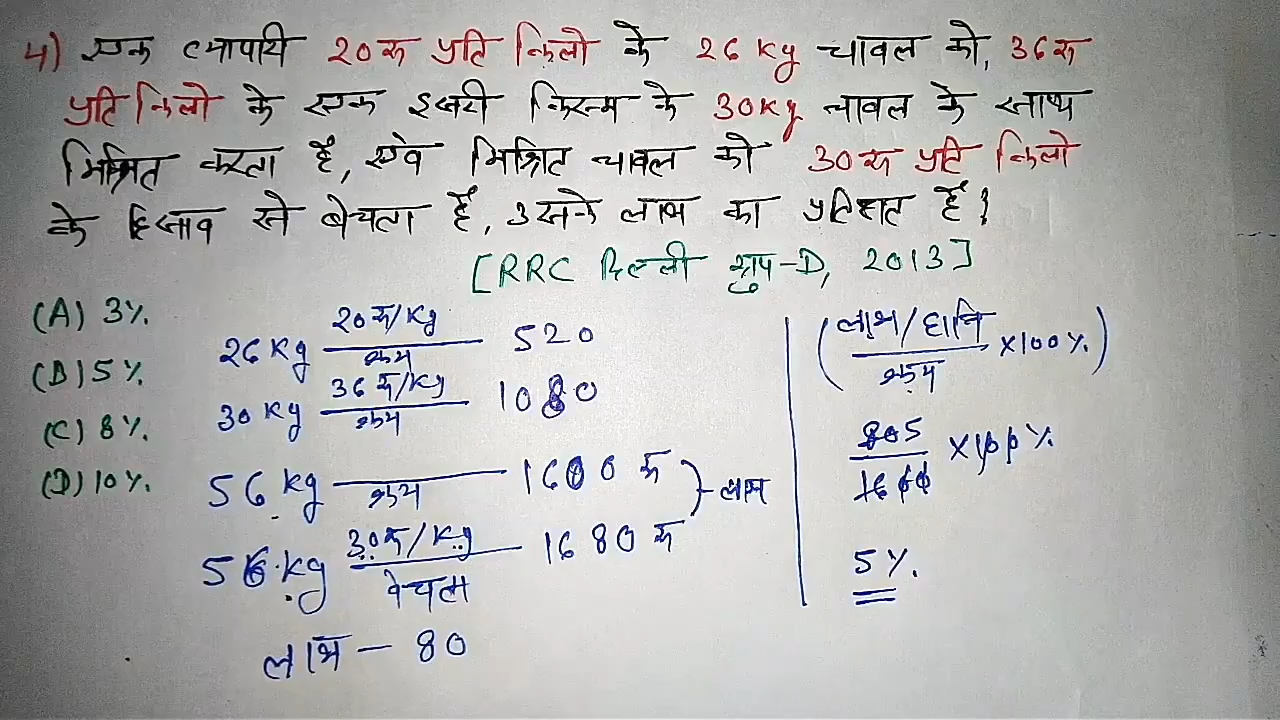 4) एक व्यापारी 20रू प्रति किलो के 26 Kg चावल को, 36रू
प्रति किलो के एक दूसरी किस्म के 30Kg चावल के साथ
मिश्रित करता है, एवं मिश्रित चावल को 30रू प्रति किलो
के हिसाब से बेचता है, उसके लाभ का प्रतिशत है?
[RRC दिल्ली ग्रुप-D, 2013]
(A) 3%.
(B) 5%.
(C) 8%.
(D) 10%.
26 Kg 20रू/Kg क्रय 520
30 Kg 36रू/Kg क्रय 1080
56 kg क्रय 1600 रू
लाभ
56 kg 30रू/Kg बेचता 1680 रू
लाभ - 80
(लाभ/हानि
क्रय ×100%.)
5
1600 ×100%
5%.